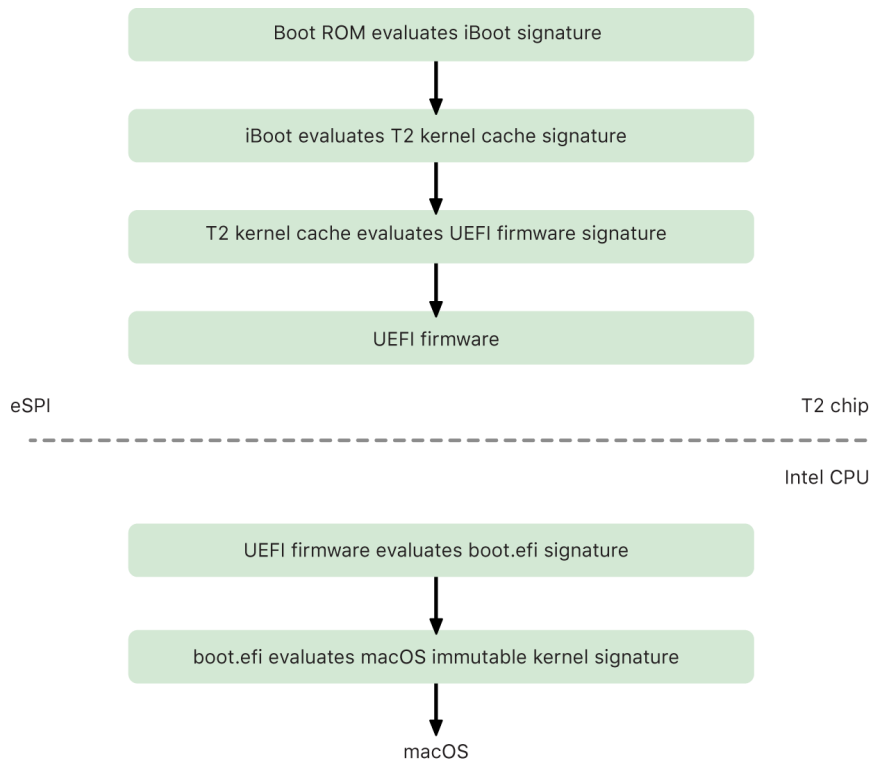 Boot ROM evaluates iBoot signature
iBoot evaluates T2 kernel cache signature
T2 kernel cache evaluates UEFI firmware signature
UEFI firmware
eSPI
T2 chip
Intel CPU
UEFI firmware evaluates boot.efi signature
boot.efi evaluates macOS immutable kernel signature
macOS